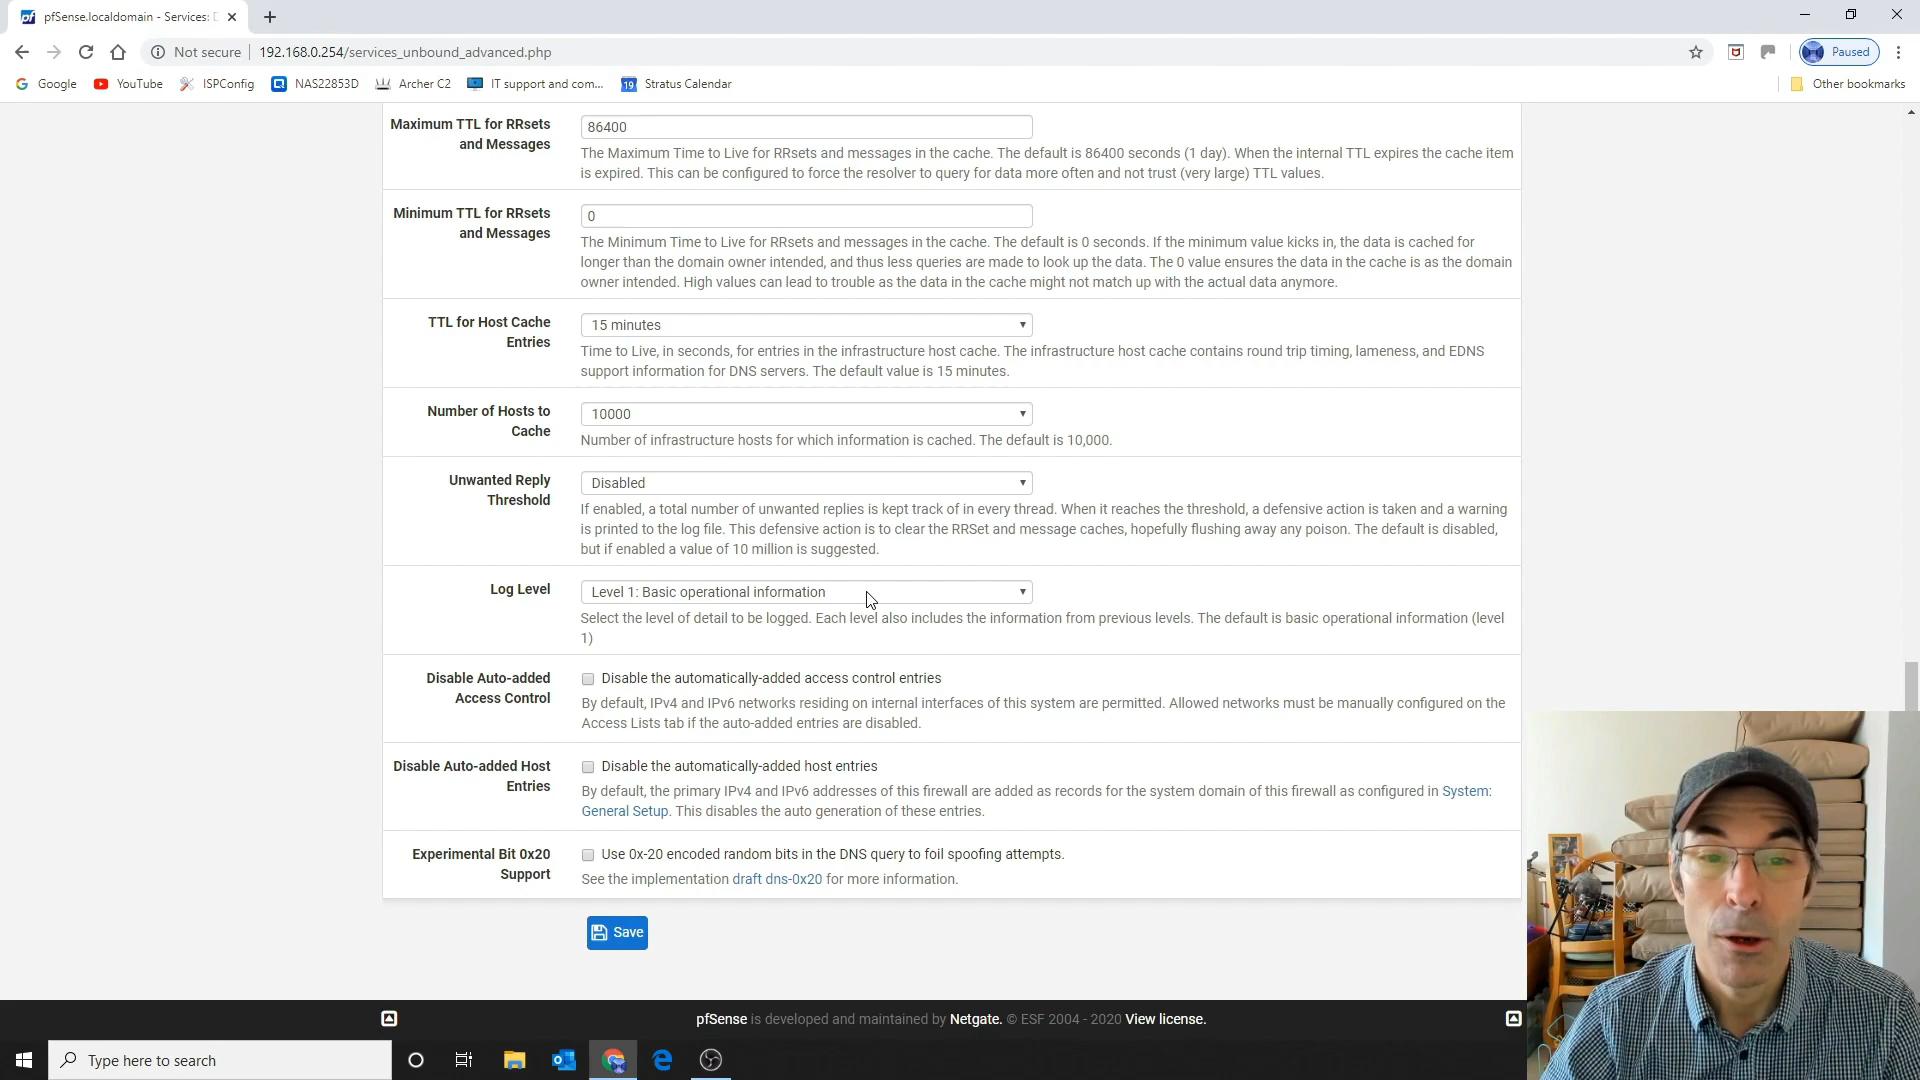 pfSense.localdomain - Services:
Not secure
192.168.0.254/services_unbound_advanced.php
Paused
Google
YouTube
ISPConfig
NAS22853D
Archer C2
IT support and com...
19
Stratus Calendar
Other bookmarks
Maximum TTL for RRsets
and Messages
86400
The Maximum Time to Live for RRsets and messages in the cache. The default is 86400 seconds (1 day). When the internal TTL expires the cache item
is expired. This can be configured to force the resolver to query for data more often and not trust (very large) TTL values.
Minimum TTL for RRsets
and Messages
0
The Minimum Time to Live for RRsets and messages in the cache. The default is 0 seconds. If the minimum value kicks in, the data is cached for
longer than the domain owner intended, and thus less queries are made to look up the data. The 0 value ensures the data in the cache is as the domain
owner intended. High values can lead to trouble as the data in the cache might not match up with the actual data anymore.
TTL for Host Cache
Entries
15 minutes
Time to Live, in seconds, for entries in the infrastructure host cache. The infrastructure host cache contains round trip timing, lameness, and EDNS
support information for DNS servers. The default value is 15 minutes.
Number of Hosts to
Cache
10000
Number of infrastructure hosts for which information is cached. The default is 10,000.
Unwanted Reply
Threshold
Disabled
If enabled, a total number of unwanted replies is kept track of in every thread. When it reaches the threshold, a defensive action is taken and a warning
is printed to the log file. This defensive action is to clear the RRSet and message caches, hopefully flushing away any poison. The default is disabled,
but if enabled a value of 10 million is suggested.
Log Level
Level 1: Basic operational information
Select the level of detail to be logged. Each level also includes the information from previous levels. The default is basic operational information (level
1)
Disable Auto-added
Access Control
Disable the automatically-added access control entries
By default, IPv4 and IPv6 networks residing on internal interfaces of this system are permitted. Allowed networks must be manually configured on the
Access Lists tab if the auto-added entries are disabled.
Disable Auto-added Host
Entries
Disable the automatically-added host entries
By default, the primary IPv4 and IPv6 addresses of this firewall are added as records for the system domain of this firewall as configured in System:
General Setup. This disables the auto generation of these entries.
Experimental Bit 0x20
Support
Use 0x-20 encoded random bits in the DNS query to foil spoofing attempts.
See the implementation draft dns-0x20 for more information.
Save
pfSense is developed and maintained by Netgate. © ESF 2004 - 2020 View license.
Type here to search